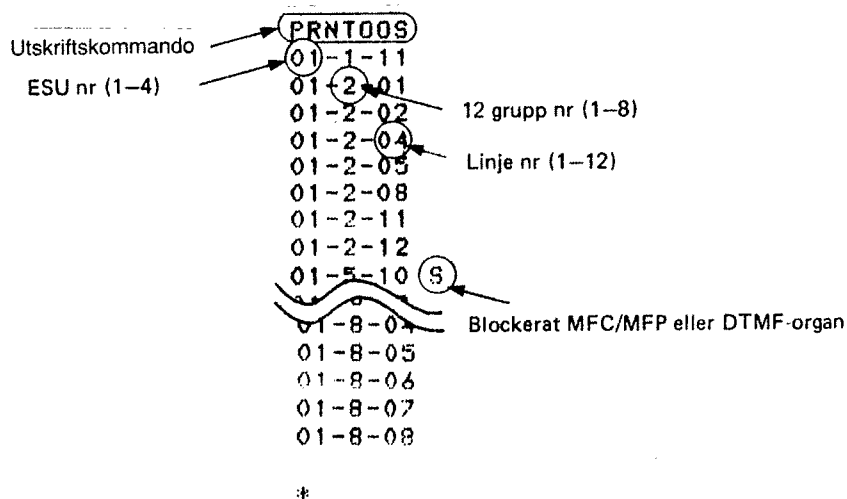 PRNTOOS
Utskriftskommando
01-1-11
ESU nr (1–4)
01-2-01
12 grupp nr (1–8)
01-2-02
01-2-04
Linje nr (1–12)
01-2-05
01-2-08
01-2-11
01-2-12
01-5-10 S
Blockerat MFC/MFP eller DTMF-organ
01-8-04
01-8-05
01-8-06
01-8-07
01-8-08
*